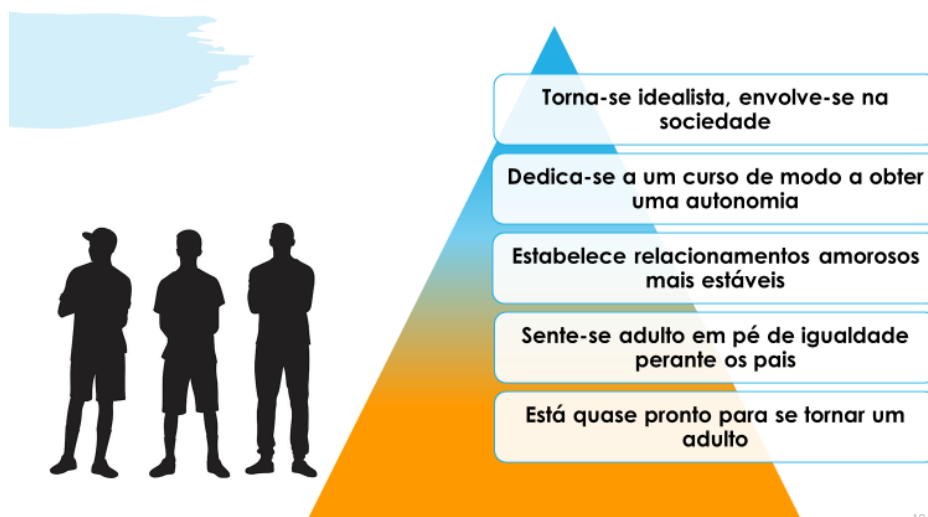 Torna-se idealista, envolve-se na
sociedade
Dedica-se a um curso de modo a obter
uma autonomia
Estabelece relacionamentos amorosos
mais estáveis
Sente-se adulto em pé de igualdade
perante os pais
Está quase pronto para se tornar um
adulto